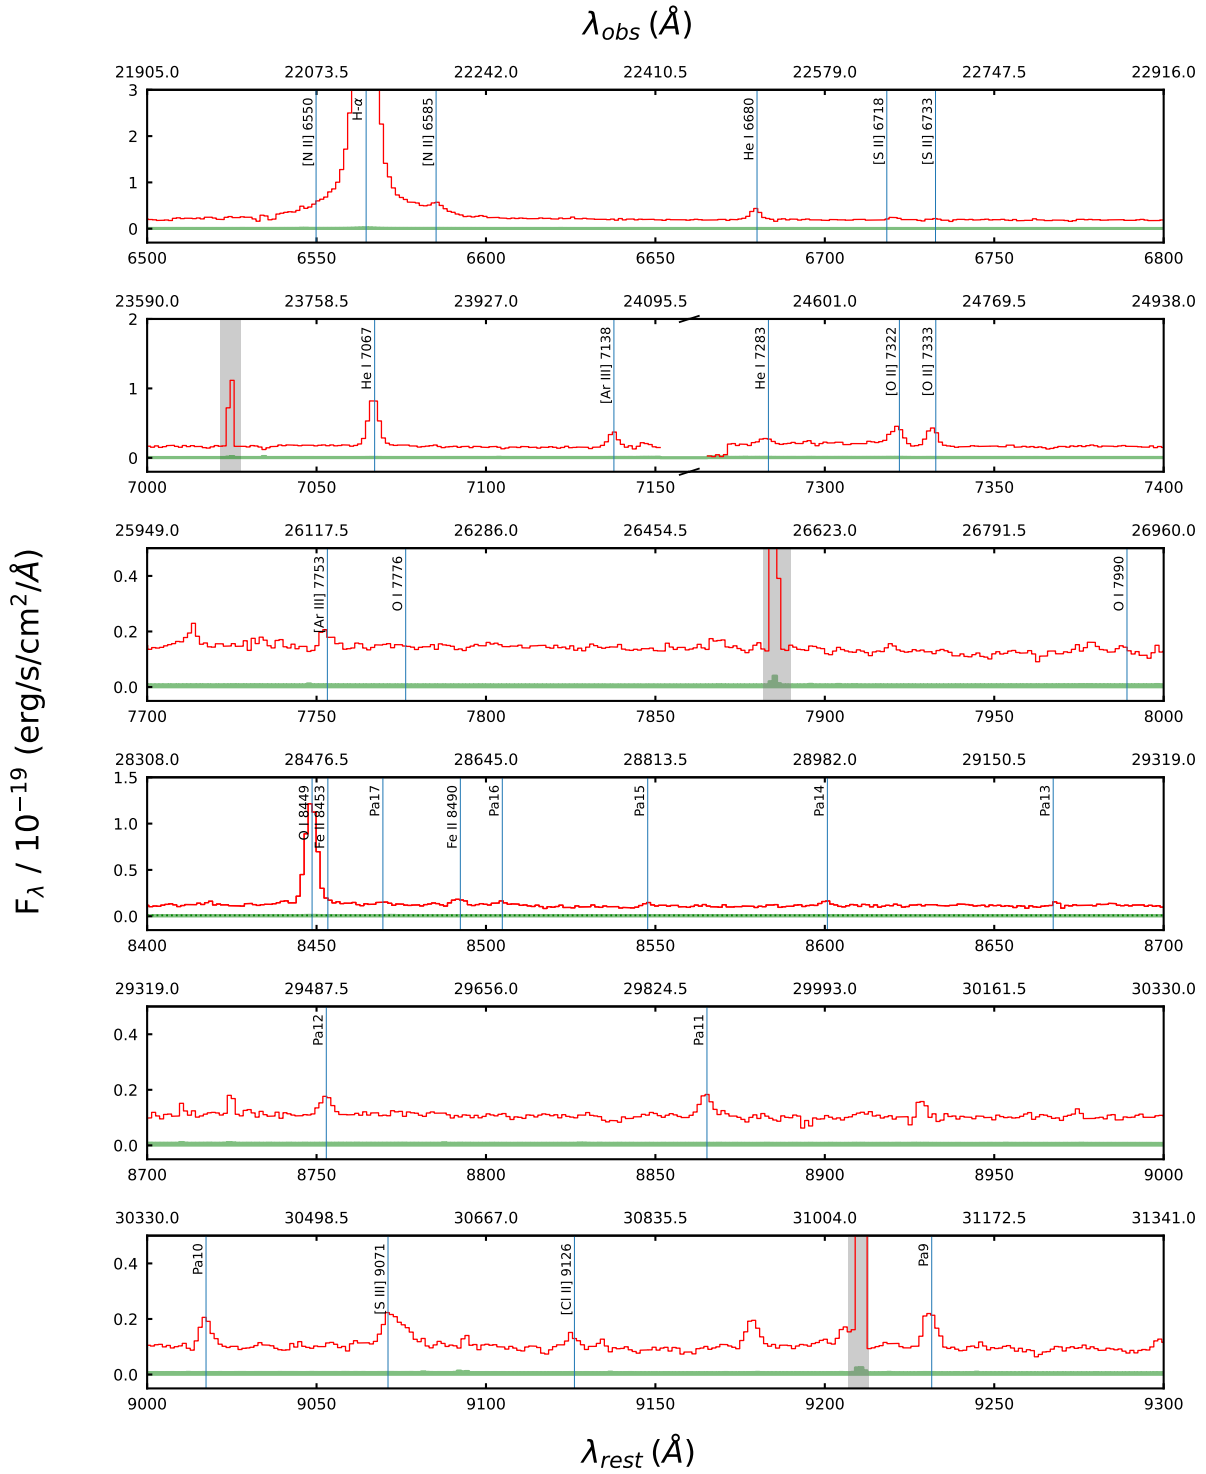 λobs (Å)
21905.0 22073.5 22242.0 22410.5 22579.0 22747.5 22916.0
3
2
1
0
[N II] 6550
H-α
[N II] 6585
He I 6680
[S II] 6718
[S II] 6733
6500 6550 6600 6650 6700 6750 6800
23590.0 23758.5 23927.0 24095.5 24601.0 24769.5 24938.0
2
1
0
He I 7067
[Ar III] 7138
He I 7283
[O II] 7322
[O II] 7333
7000 7050 7100 7150 7300 7350 7400
25949.0 26117.5 26286.0 26454.5 26623.0 26791.5 26960.0
0.4
0.2
0.0
[Ar III] 7753
O I 7776
O I 7990
7700 7750 7800 7850 7900 7950 8000
28308.0 28476.5 28645.0 28813.5 28982.0 29150.5 29319.0
1.5
1.0
0.5
0.0
O I 8449
Fe II 8453
Pa17
Fe II 8490
Pa16
Pa15
Pa14
Pa13
8400 8450 8500 8550 8600 8650 8700
29319.0 29487.5 29656.0 29824.5 29993.0 30161.5 30330.0
0.4
0.2
0.0
Pa12
Pa11
8700 8750 8800 8850 8900 8950 9000
30330.0 30498.5 30667.0 30835.5 31004.0 31172.5 31341.0
0.4
0.2
0.0
Pa10
[S III] 9071
[Cl II] 9126
Pa9
9000 9050 9100 9150 9200 9250 9300
λrest (Å)
Fλ / 10⁻¹⁹ (erg/s/cm²/Å)